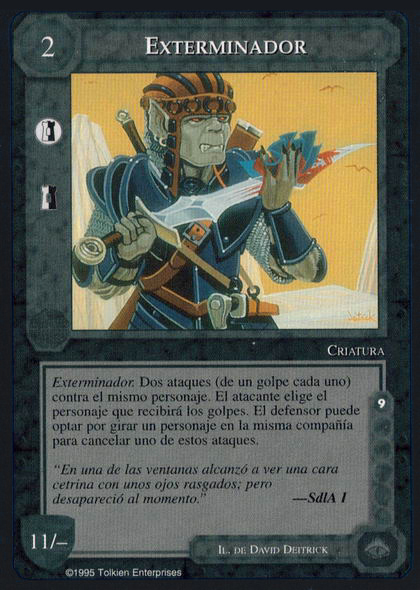 2
EXTERMINADOR
Deitrick
CRIATURA
Exterminador. Dos ataques (de un golpe cada uno)
contra el mismo personaje. El atacante elige el
personaje que recibirá los golpes. El defensor puede
optar por girar un personaje en la misma compañía
para cancelar uno de estos ataques.
9
“En una de las ventanas alcanzó a ver una cara
cetrina con unos ojos rasgados; pero
desapareció al momento.” —SdlA I
11/–
IL. DE DAVID DEITRICK
©1995 Tolkien Enterprises